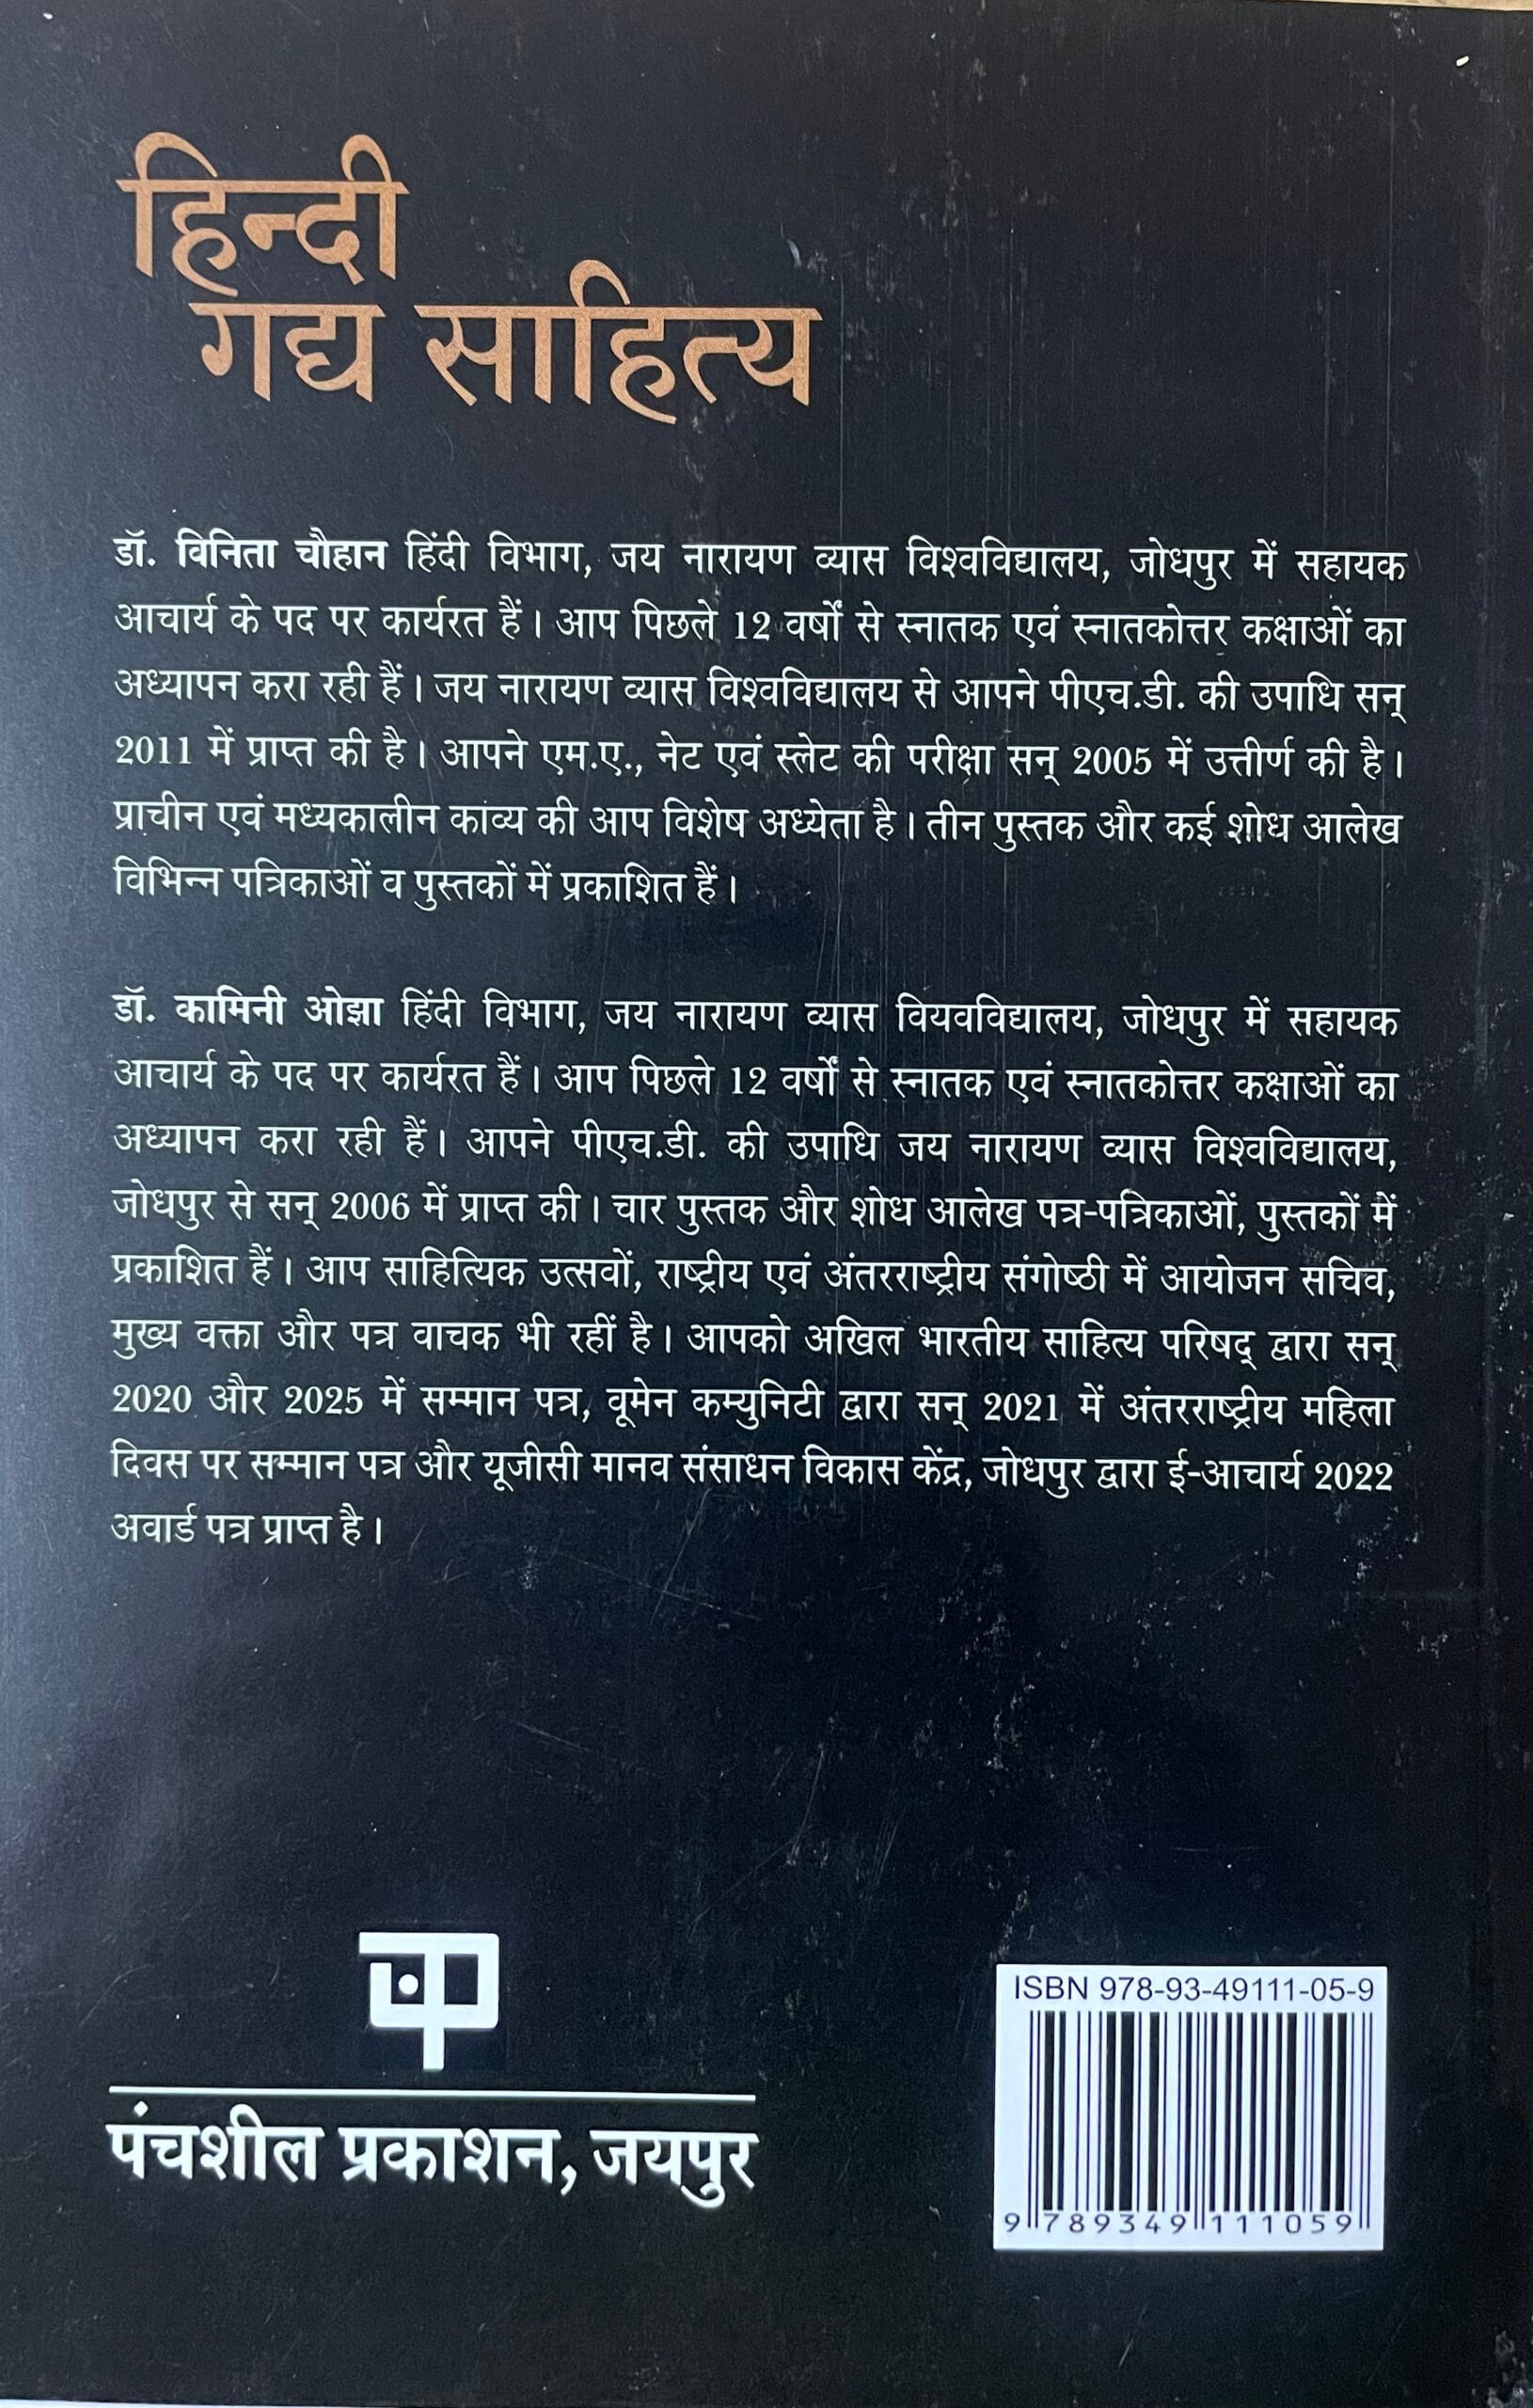 हिन्दी
गद्य साहित्य
डॉ. विनिता चौहान हिंदी विभाग, जय नारायण व्यास विश्वविद्यालय, जोधपुर में सहायक
आचार्य के पद पर कार्यरत हैं। आप पिछले 12 वर्षों से स्नातक एवं स्नातकोत्तर कक्षाओं का
अध्यापन करा रही हैं। जय नारायण व्यास विश्वविद्यालय से आपने पीएच.डी. की उपाधि सन्
2011 में प्राप्त की है। आपने एम.ए., नेट एवं स्लेट की परीक्षा सन् 2005 में उत्तीर्ण की है।
प्राचीन एवं मध्यकालीन काव्य की आप विशेष अध्येता है। तीन पुस्तक और कई शोध आलेख
विभिन्न पत्रिकाओं व पुस्तकों में प्रकाशित हैं।
डॉ. कामिनी ओझा हिंदी विभाग, जय नारायण व्यास वियवविद्यालय, जोधपुर में सहायक
आचार्य के पद पर कार्यरत हैं। आप पिछले 12 वर्षों से स्नातक एवं स्नातकोत्तर कक्षाओं का
अध्यापन करा रही हैं। आपने पीएच.डी. की उपाधि जय नारायण व्यास विश्वविद्यालय,
जोधपुर से सन् 2006 में प्राप्त की। चार पुस्तक और शोध आलेख पत्र-पत्रिकाओं, पुस्तकों में
प्रकाशित हैं। आप साहित्यिक उत्सवों, राष्ट्रीय एवं अंतरराष्ट्रीय संगोष्ठी में आयोजन सचिव,
मुख्य वक्ता और पत्र वाचक भी रहीं है। आपको अखिल भारतीय साहित्य परिषद् द्वारा सन्
2020 और 2025 में सम्मान पत्र, वूमेन कम्युनिटी द्वारा सन् 2021 में अंतरराष्ट्रीय महिला
दिवस पर सम्मान पत्र और यूजीसी मानव संसाधन विकास केंद्र, जोधपुर द्वारा ई-आचार्य 2022
अवार्ड पत्र प्राप्त है।
पंचशील प्रकाशन, जयपुर
ISBN 978-93-49111-05-9
9 789349 111059